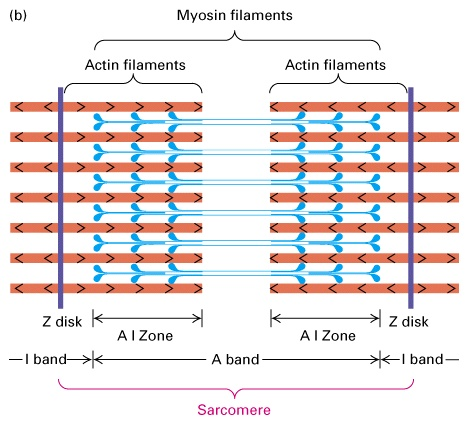 (b)
Myosin filaments
Actin filaments
Actin filaments
Z disk
A I Zone
A I Zone
Z disk
I band
A band
I band
Sarcomere